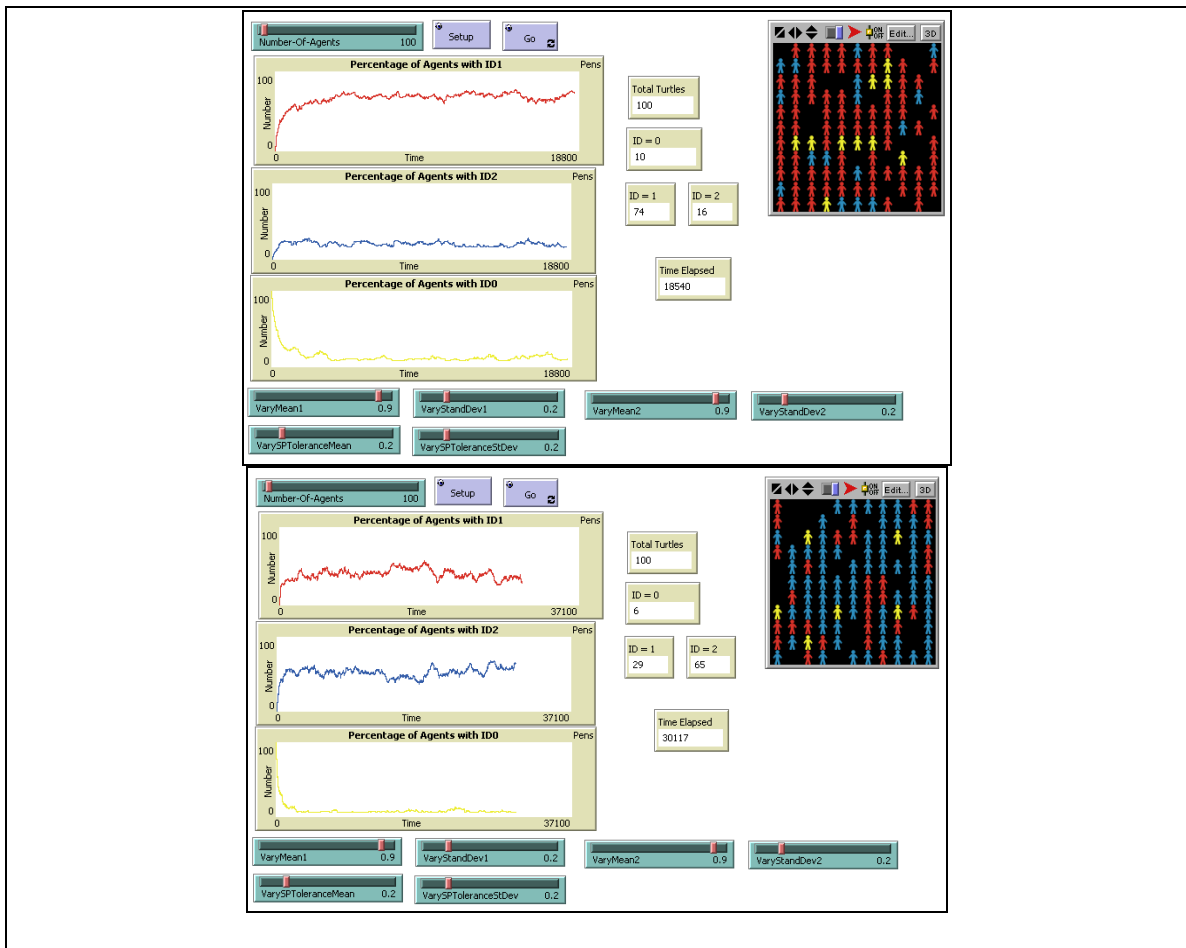 Number-Of-Agents 100 Setup Go Edit... 3D
ON
OFF
Percentage of Agents with ID1 Pens
100
Number
0
0 Time 18800
Total Turtles
100
ID = 0
10
Percentage of Agents with ID2 Pens
100
Number
0
0 Time 18800
ID = 1 ID = 2
74 16
Time Elapsed
18540
Percentage of Agents with ID0 Pens
100
Number
0
0 Time 18800
VaryMean1 0.9 VaryStandDev1 0.2 VaryMean2 0.9 VaryStandDev2 0.2
VarySPToleranceMean 0.2 VarySPToleranceStDev 0.2
Number-Of-Agents 100 Setup Go Edit... 3D
ON
OFF
Percentage of Agents with ID1 Pens
100
Number
0
0 Time 37100
Total Turtles
100
ID = 0
6
Percentage of Agents with ID2 Pens
100
Number
0
0 Time 37100
ID = 1 ID = 2
29 65
Time Elapsed
30117
Percentage of Agents with ID0 Pens
100
Number
0
0 Time 37100
VaryMean1 0.9 VaryStandDev1 0.2 VaryMean2 0.9 VaryStandDev2 0.2
VarySPToleranceMean 0.2 VarySPToleranceStDev 0.2